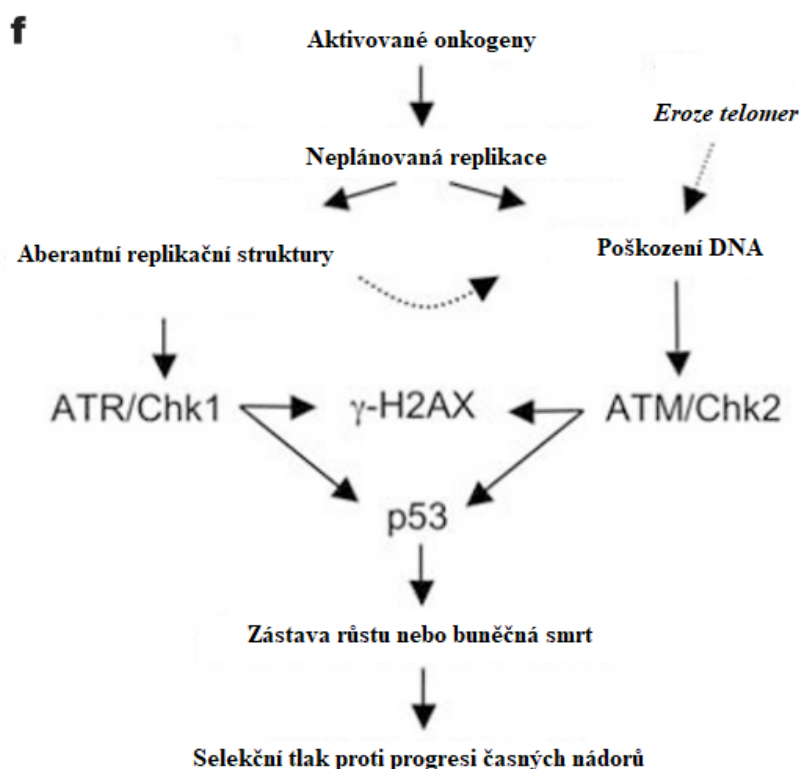 f
Aktivované onkogeny
Eroze telomer
Neplánovaná replikace
Aberantní replikační struktury
Poškození DNA
ATR/Chk1
γ-H2AX
ATM/Chk2
p53
Zástava růstu nebo buněčná smrt
Selekční tlak proti progresi časných nádorů